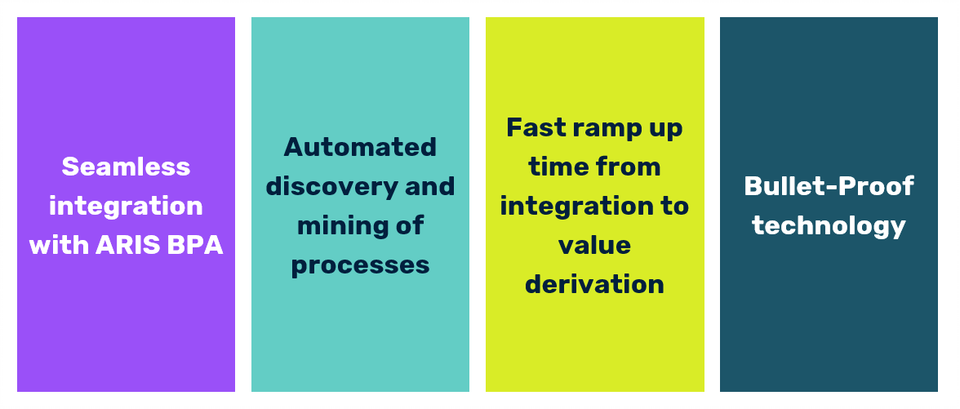 Seamless
integration
with ARIS BPA
Automated
discovery and
mining of
processes
Fast ramp up
time from
integration to
value
derivation
Bullet-Proof
technology